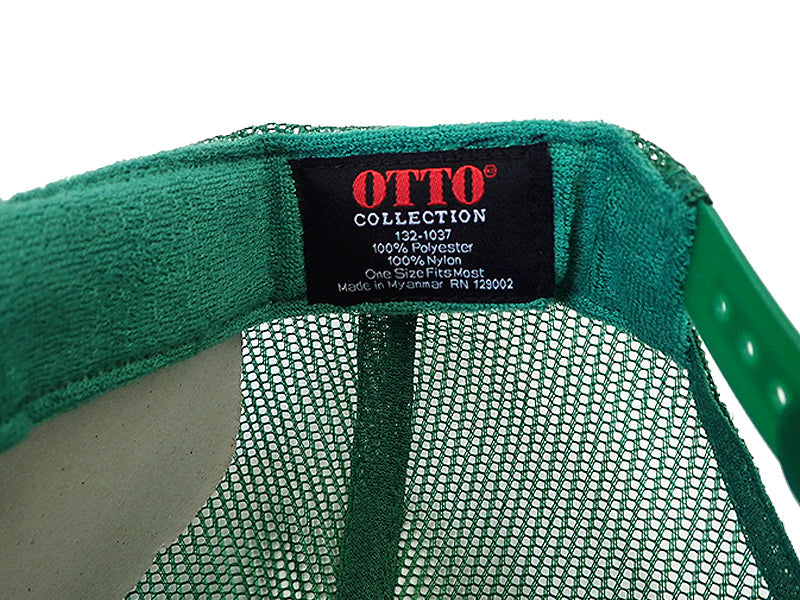 OTTO®
COLLECTION
132-1037
100% Polyester
100% Nylon
One Size Fits Most
Made in Myanmar RN 129002